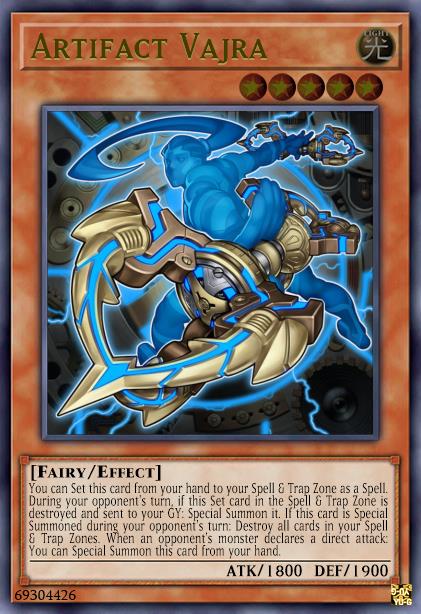 Artifact Vajra
LIGHT
光
[Fairy/Effect]
You can Set this card from your hand to your Spell & Trap Zone as a Spell.
During your opponent's turn, if this Set card in the Spell & Trap Zone is
destroyed and sent to your GY: Special Summon it. If this card is Special
Summoned during your opponent's turn: Destroy all cards in your Spell
& Trap Zones. When an opponent's monster declares a direct attack:
You can Special Summon this card from your hand.
ATK/1800 DEF/1900
69304426